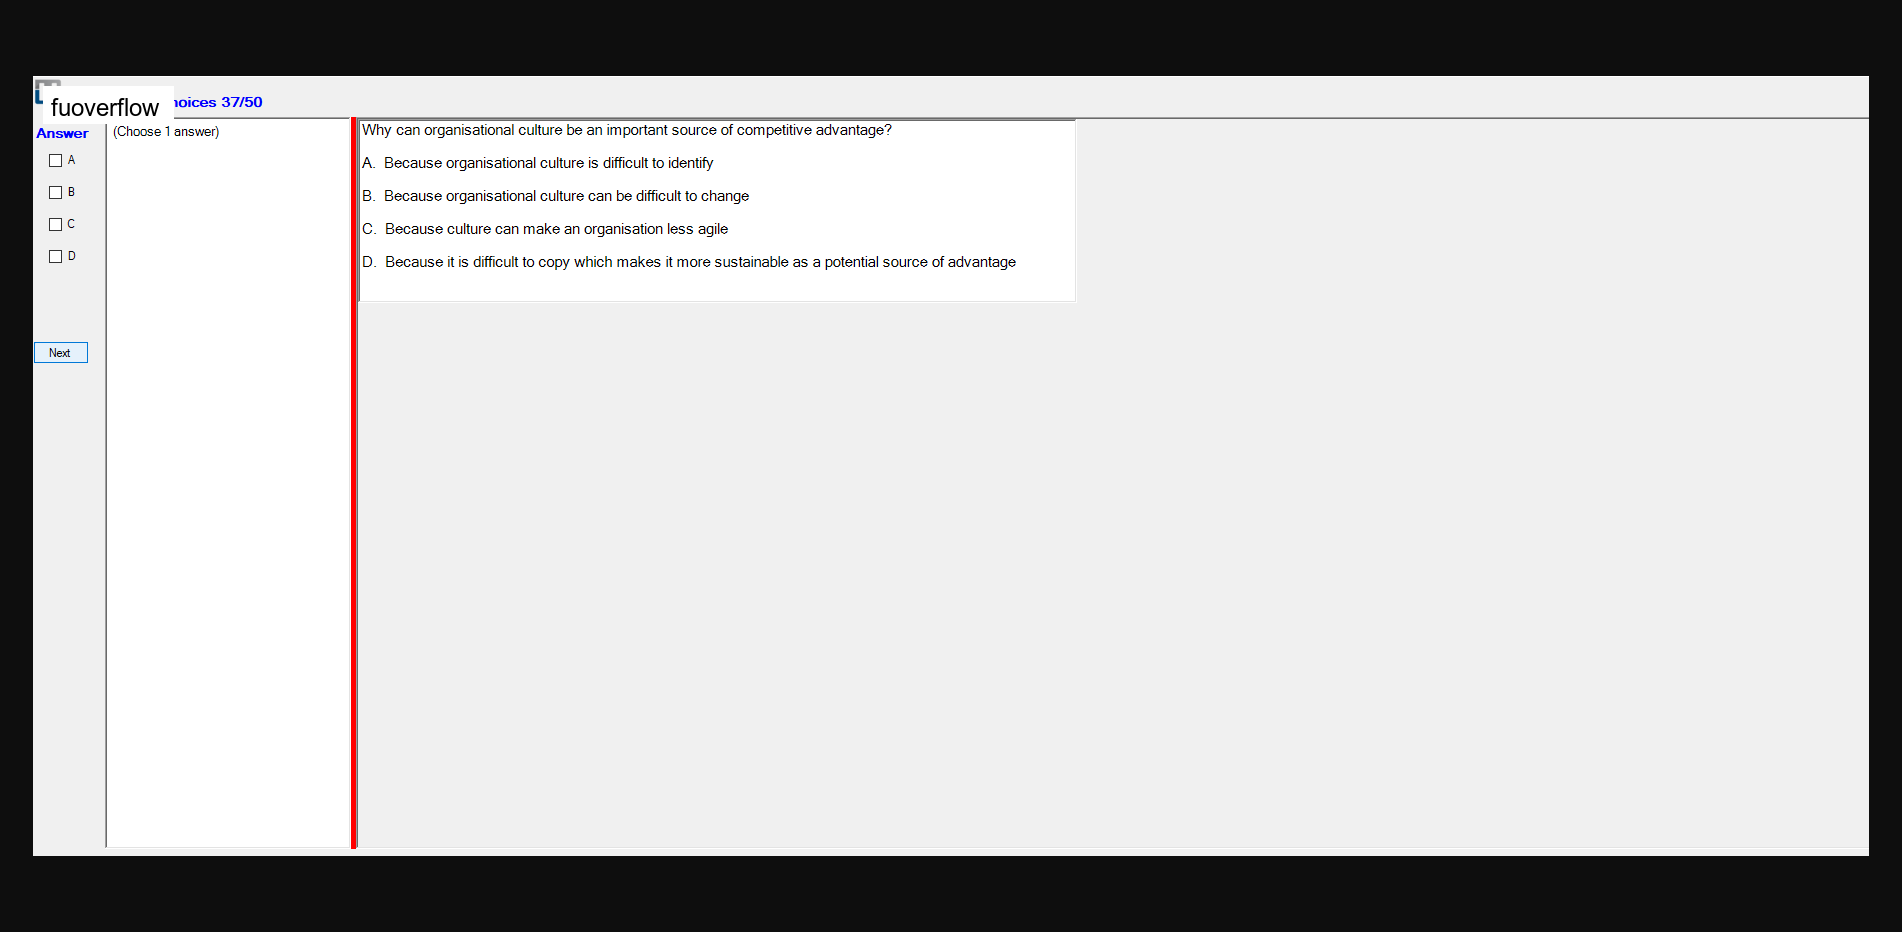 fuoverflow
hoices 37/50
Answer
(Choose 1 answer)
A
B
C
D
Next
Why can organisational culture be an important source of competitive advantage?
A. Because organisational culture is difficult to identify
B. Because organisational culture can be difficult to change
C. Because culture can make an organisation less agile
D. Because it is difficult to copy which makes it more sustainable as a potential source of advantage